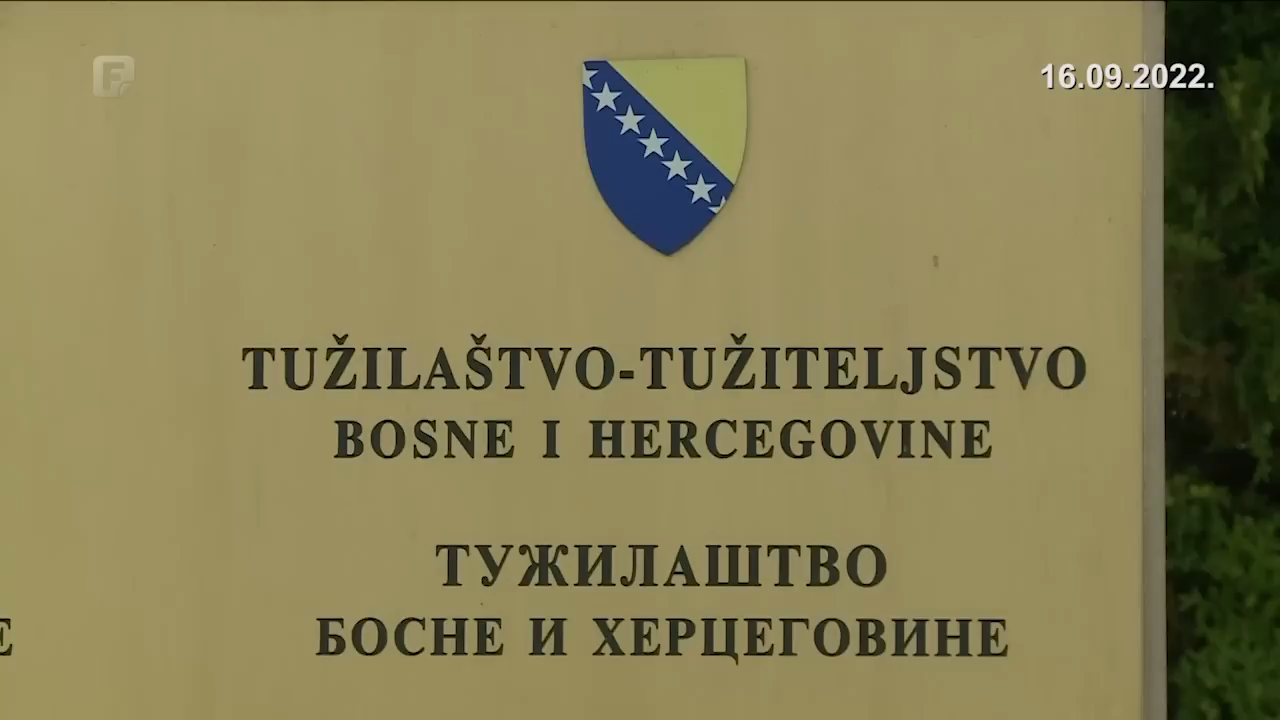 F
16.09.2022.
TUŽILAŠTVO-TUŽITELJSTVO
BOSNE I HERCEGOVINE
ТУЖИЛАШТВО
БОСНЕ И ХЕРЦЕГОВИНЕ